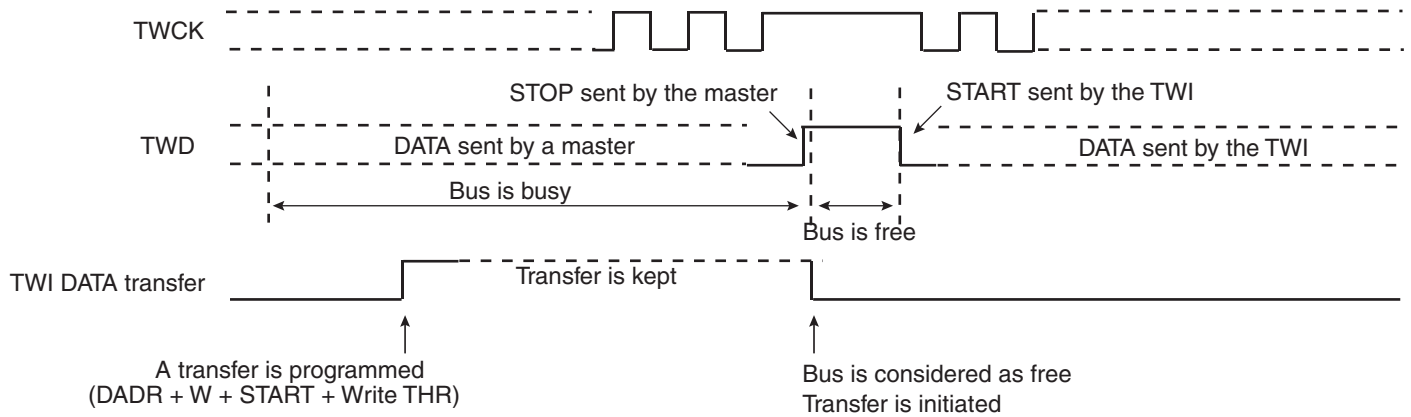 TWCK
STOP sent by the master
START sent by the TWI
TWD
DATA sent by a master
DATA sent by the TWI
Bus is busy
Bus is free
TWI DATA transfer
Transfer is kept
A transfer is programmed
(DADR + W + START + Write THR)
Bus is considered as free
Transfer is initiated